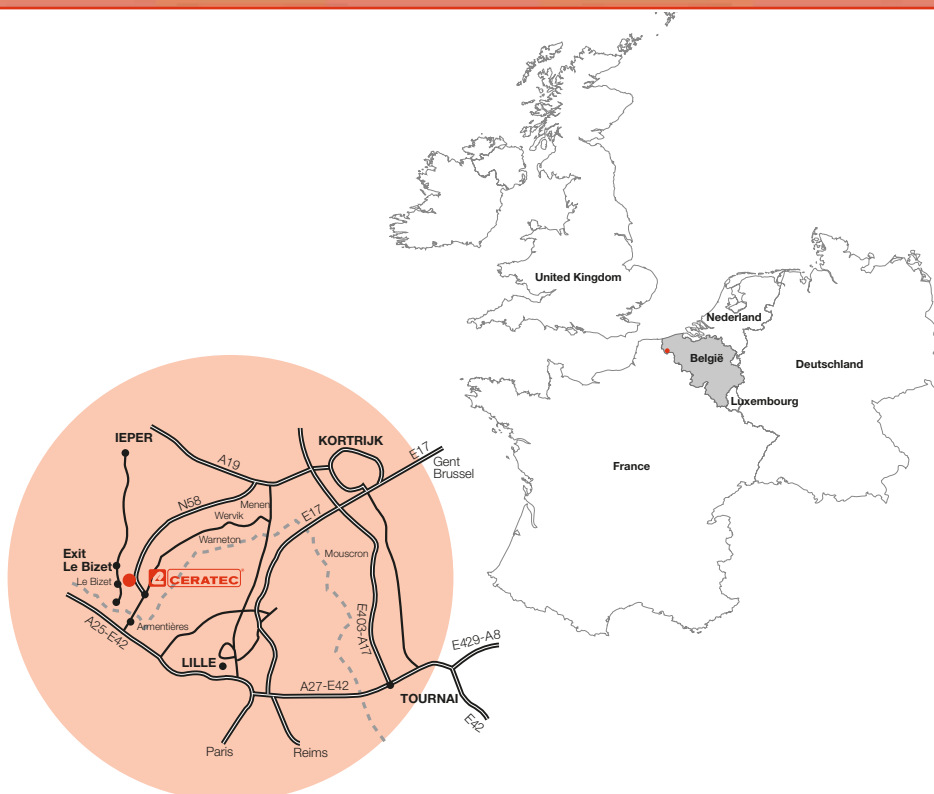 United Kingdom
Nederland
België
Deutschland
Luxembourg
France
IEPER
KORTRIJK
A19
E17
Gent
Brussel
N58
Menen
Wervik
E17
Warneton
Mouscron
Exit
Le Bizet
Le Bizet
CERATEC
Armentières
A25-E42
E403-A17
E429-A8
LILLE
A27-E42
TOURNAI
E42
Paris
Reims